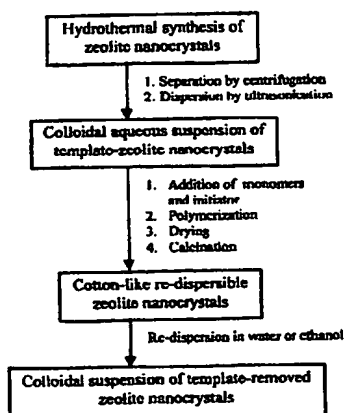 Hydrothermal synthesis of
zeolite nanocrystals
1. Separation by centrifugation
2. Dispersion by ultrasonication
Colloidal aqueous suspension of
template-zeolite nanocrystals
1. Addition of monomers
and initiator
2. Polymerization
3. Drying
4. Calcination
Cotton-like re-dispersible
zeolite nanocrystals
Re-dispersion in water or ethanol
Colloidal suspension of template-removed
zeolite nanocrystals